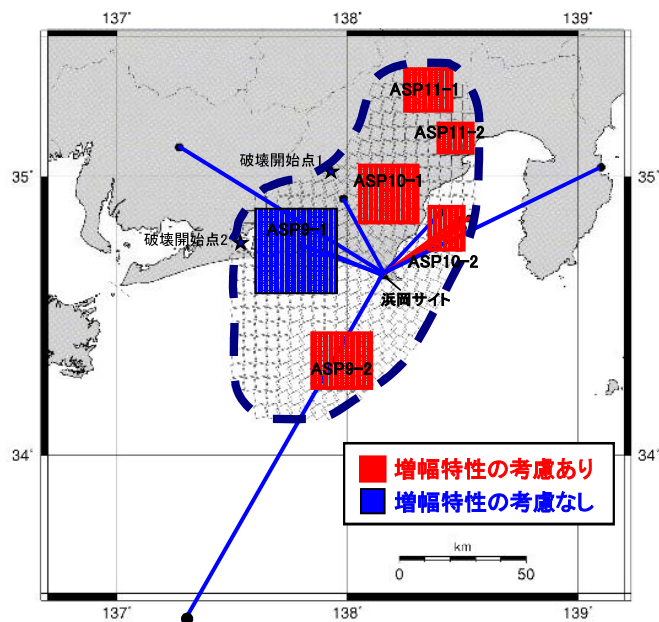 137°
138°
139°
ASP11-1
ASP11-2
破壊開始点1
35°
35°
ASP10-1
破壊開始点2
ASP9-1
ASP10-2
浜岡サイト
ASP9-2
34°
34°
増幅特性の考慮あり
増幅特性の考慮なし
km
0
50
137°
138°
139°